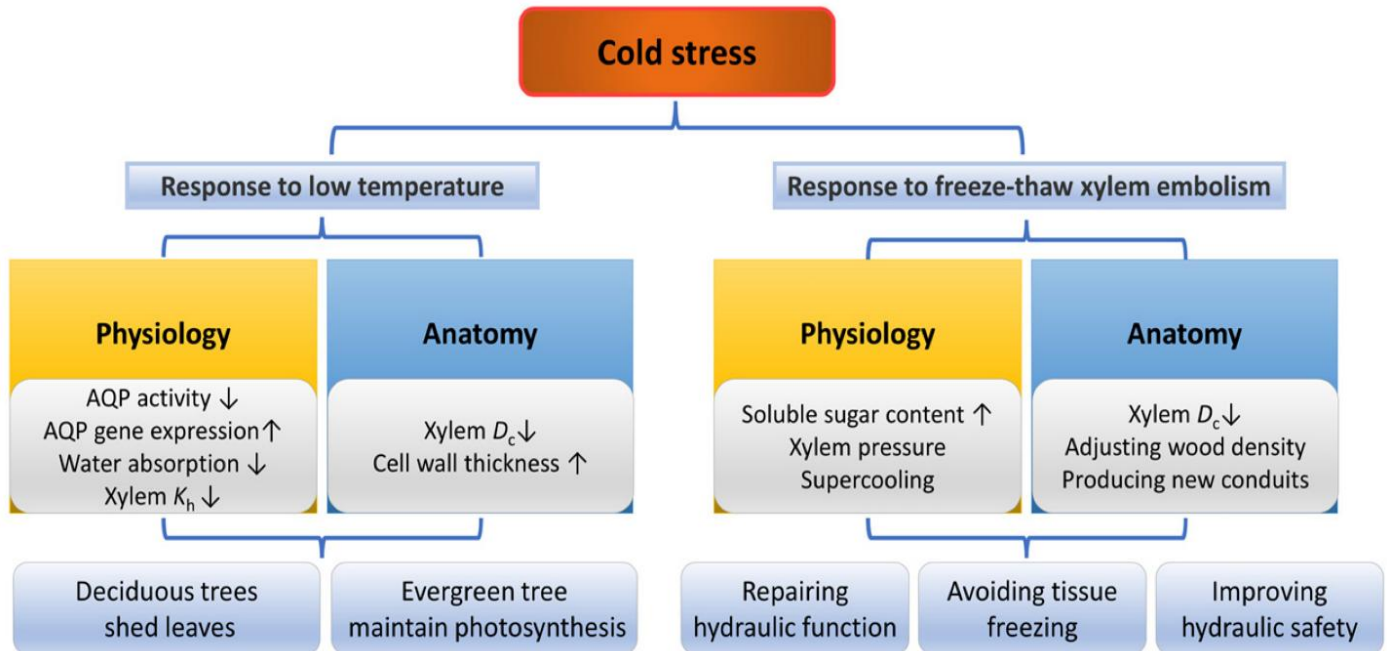 Cold stress
Response to low temperature
Response to freeze-thaw xylem embolism
Physiology
AQP activity ↓
AQP gene expression↑
Water absorption ↓
Xylem Kh ↓
Anatomy
Xylem Dc↓
Cell wall thickness ↑
Physiology
Soluble sugar content ↑
Xylem pressure
Supercooling
Anatomy
Xylem Dc↓
Adjusting wood density
Producing new conduits
Deciduous trees
shed leaves
Evergreen tree
maintain photosynthesis
Repairing
hydraulic function
Avoiding tissue
freezing
Improving
hydraulic safety